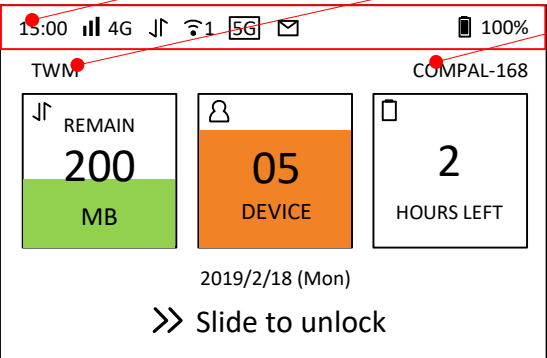 15:00 4G 1 5G 100%
TWM COMPAL-168
REMAIN
200
MB
05
DEVICE
2
HOURS LEFT
2019/2/18 (Mon)
Slide to unlock